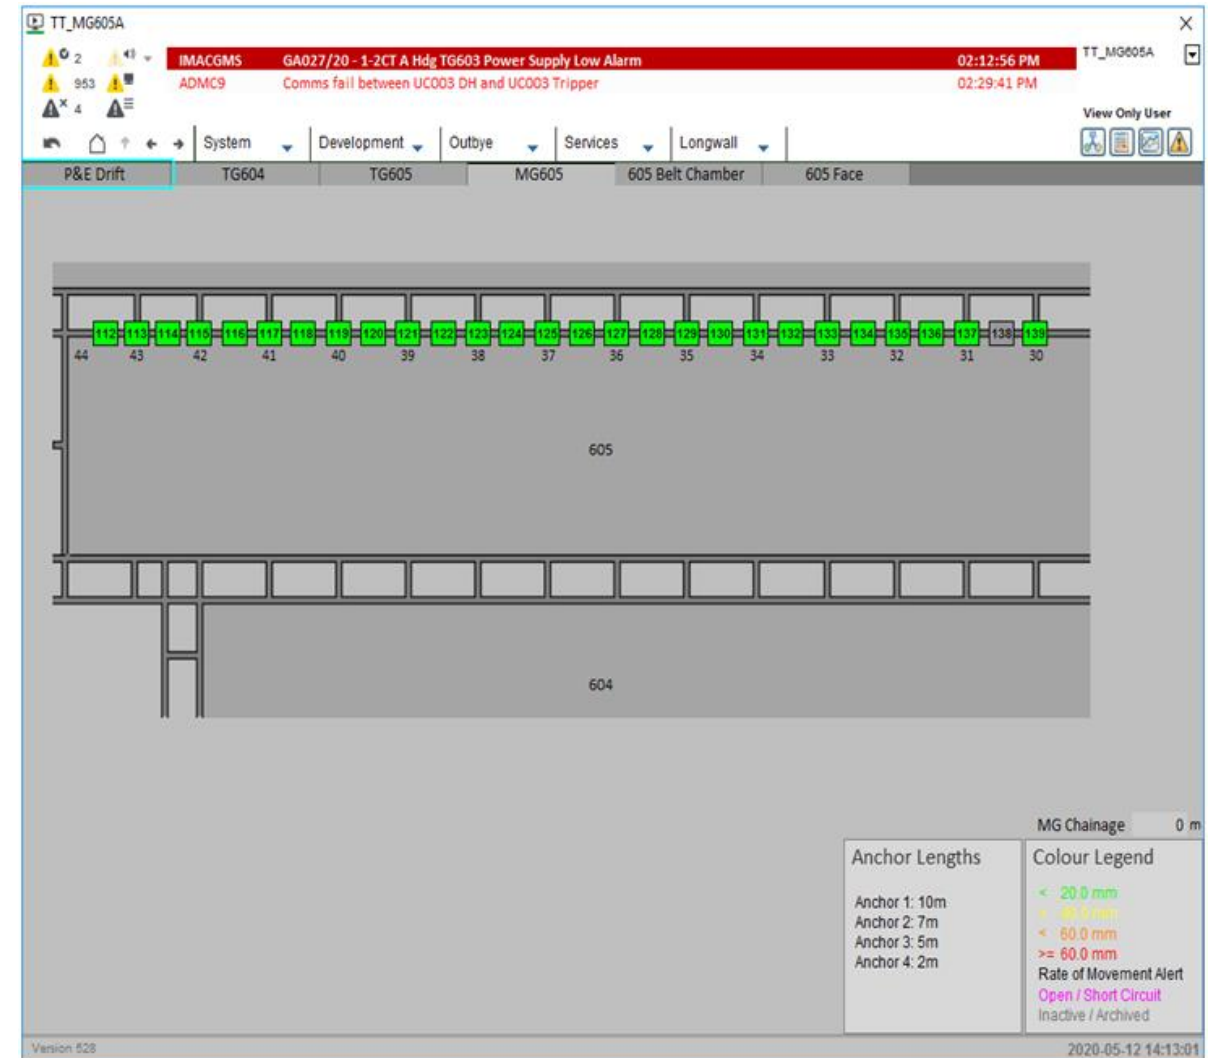 TT_MG605A
2
IMACGMS GA027/20 - 1-2CT A Hdg TG603 Power Supply Low Alarm 02:12:56 PM
TT_MG605A
953 ADMC9 Comms fail between UC003 DH and UC003 Tripper 02:29:41 PM
4
View Only User
System Development Outbye Services Longwall
P&E Drift TG604 TG605 MG605 605 Belt Chamber 605 Face
112 113 114 115 116 117 118 119 120 121 122 123 124 125 126 127 128 129 130 131 132 133 134 135 136 137 138 139
44 43 42 41 40 39 38 37 36 35 34 33 32 31 30
605
604
MG Chainage 0 m
Anchor Lengths
Anchor 1: 10m
Anchor 2: 7m
Anchor 3: 5m
Anchor 4: 2m
Colour Legend
< 20.0 mm
< 40.0 mm
< 60.0 mm
>= 60.0 mm
Rate of Movement Alert
Open / Short Circuit
Inactive / Archived
Version 528
2020-05-12 14:13:01